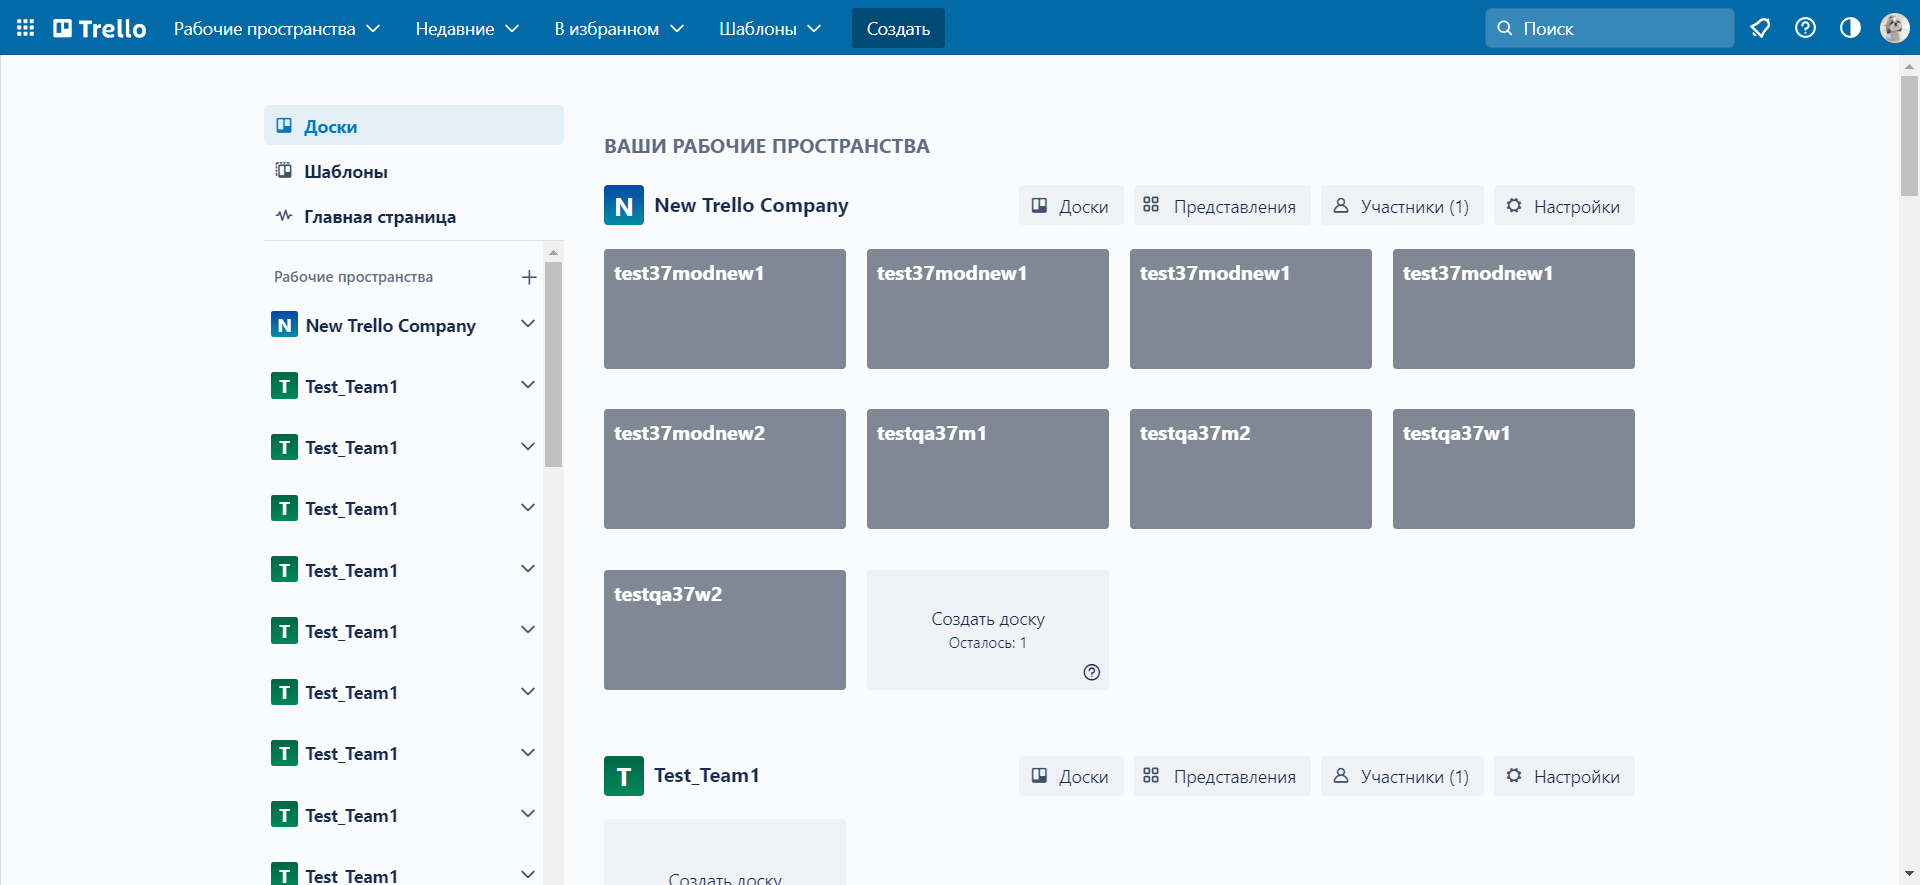 Trello
Рабочие пространства
Недавние
В избранном
Шаблоны
Создать
Поиск
Доски
Шаблоны
Главная страница
Рабочие пространства
N New Trello Company
T Test_Team1
T Test_Team1
T Test_Team1
T Test_Team1
T Test_Team1
T Test_Team1
T Test_Team1
T Test_Team1
T Test_Team1
ВАШИ РАБОЧИЕ ПРОСТРАНСТВА
N New Trello Company
Доски
Представления
Участники (1)
Настройки
test37modnew1
test37modnew1
test37modnew1
test37modnew1
test37modnew2
testqa37m1
testqa37m2
testqa37w1
testqa37w2
Создать доску
Осталось: 1
T Test_Team1
Доски
Представления
Участники (1)
Настройки
Создать доску